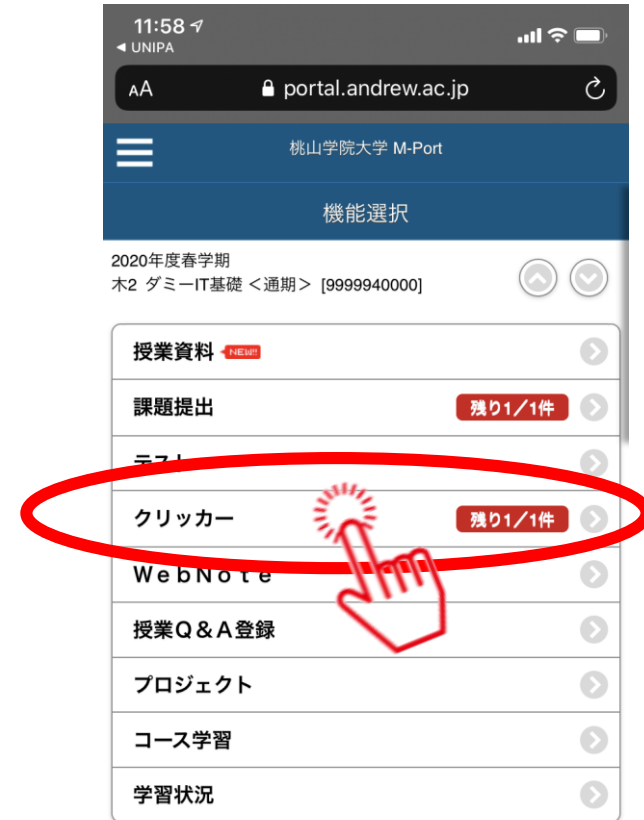 11:58
◀ UNIPA
AA portal.andrew.ac.jp
桃山学院大学 M-Port
機能選択
2020年度春学期
木2 ダミーIT基礎 <通期> [9999940000]
授業資料 NEW!!
課題提出 残り1/1件
テスト
クリッカー 残り1/1件
WebNote
授業Q&A登録
プロジェクト
コース学習
学習状況